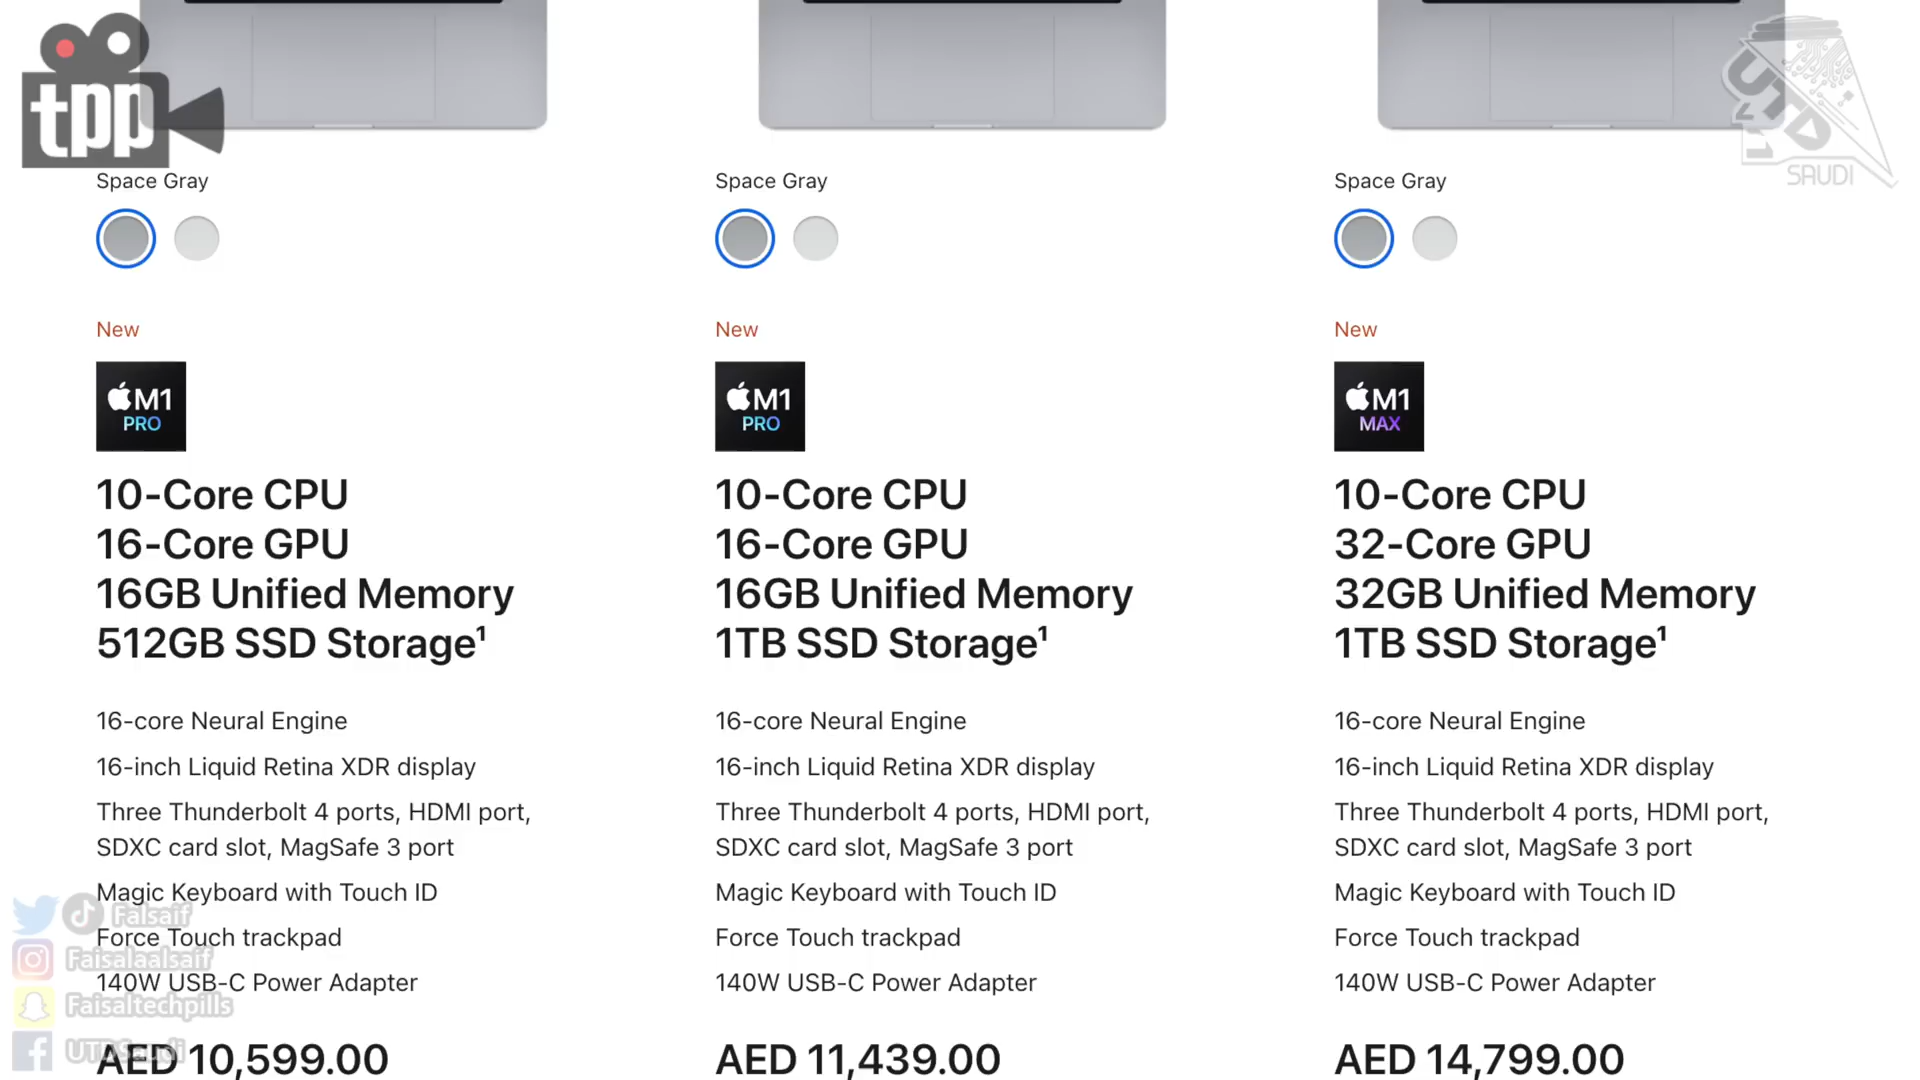 tpp
UTD
SAUDI
Space Gray
New
M1
PRO
10-Core CPU
16-Core GPU
16GB Unified Memory
512GB SSD Storage¹
16-core Neural Engine
16-inch Liquid Retina XDR display
Three Thunderbolt 4 ports, HDMI port,
SDXC card slot, MagSafe 3 port
Magic Keyboard with Touch ID
Force Touch trackpad
140W USB-C Power Adapter
AED 10,599.00
Space Gray
New
M1
PRO
10-Core CPU
16-Core GPU
16GB Unified Memory
1TB SSD Storage¹
16-core Neural Engine
16-inch Liquid Retina XDR display
Three Thunderbolt 4 ports, HDMI port,
SDXC card slot, MagSafe 3 port
Magic Keyboard with Touch ID
Force Touch trackpad
140W USB-C Power Adapter
AED 11,439.00
Space Gray
New
M1
MAX
10-Core CPU
32-Core GPU
32GB Unified Memory
1TB SSD Storage¹
16-core Neural Engine
16-inch Liquid Retina XDR display
Three Thunderbolt 4 ports, HDMI port,
SDXC card slot, MagSafe 3 port
Magic Keyboard with Touch ID
Force Touch trackpad
140W USB-C Power Adapter
AED 14,799.00
Falsaif
Faisalaalsaif
Faisaltechpills
UTDSaudi